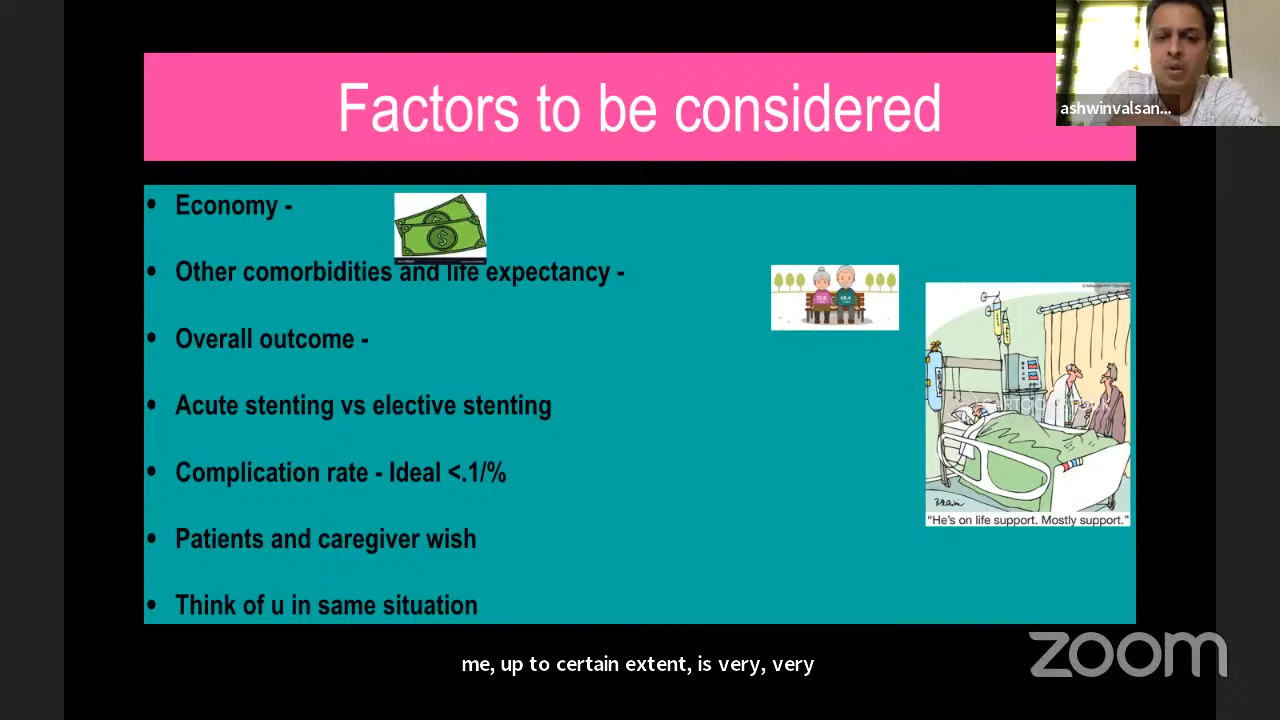 Factors to be considered
ashwinvalsan...
• Economy -
• Other comorbidities and life expectancy -
• Overall outcome -
• Acute stenting vs elective stenting
• Complication rate - Ideal <.1/%
• Patients and caregiver wish
• Think of u in same situation
"He's on life support. Mostly support."
me, up to certain extent, is very, very
zoom